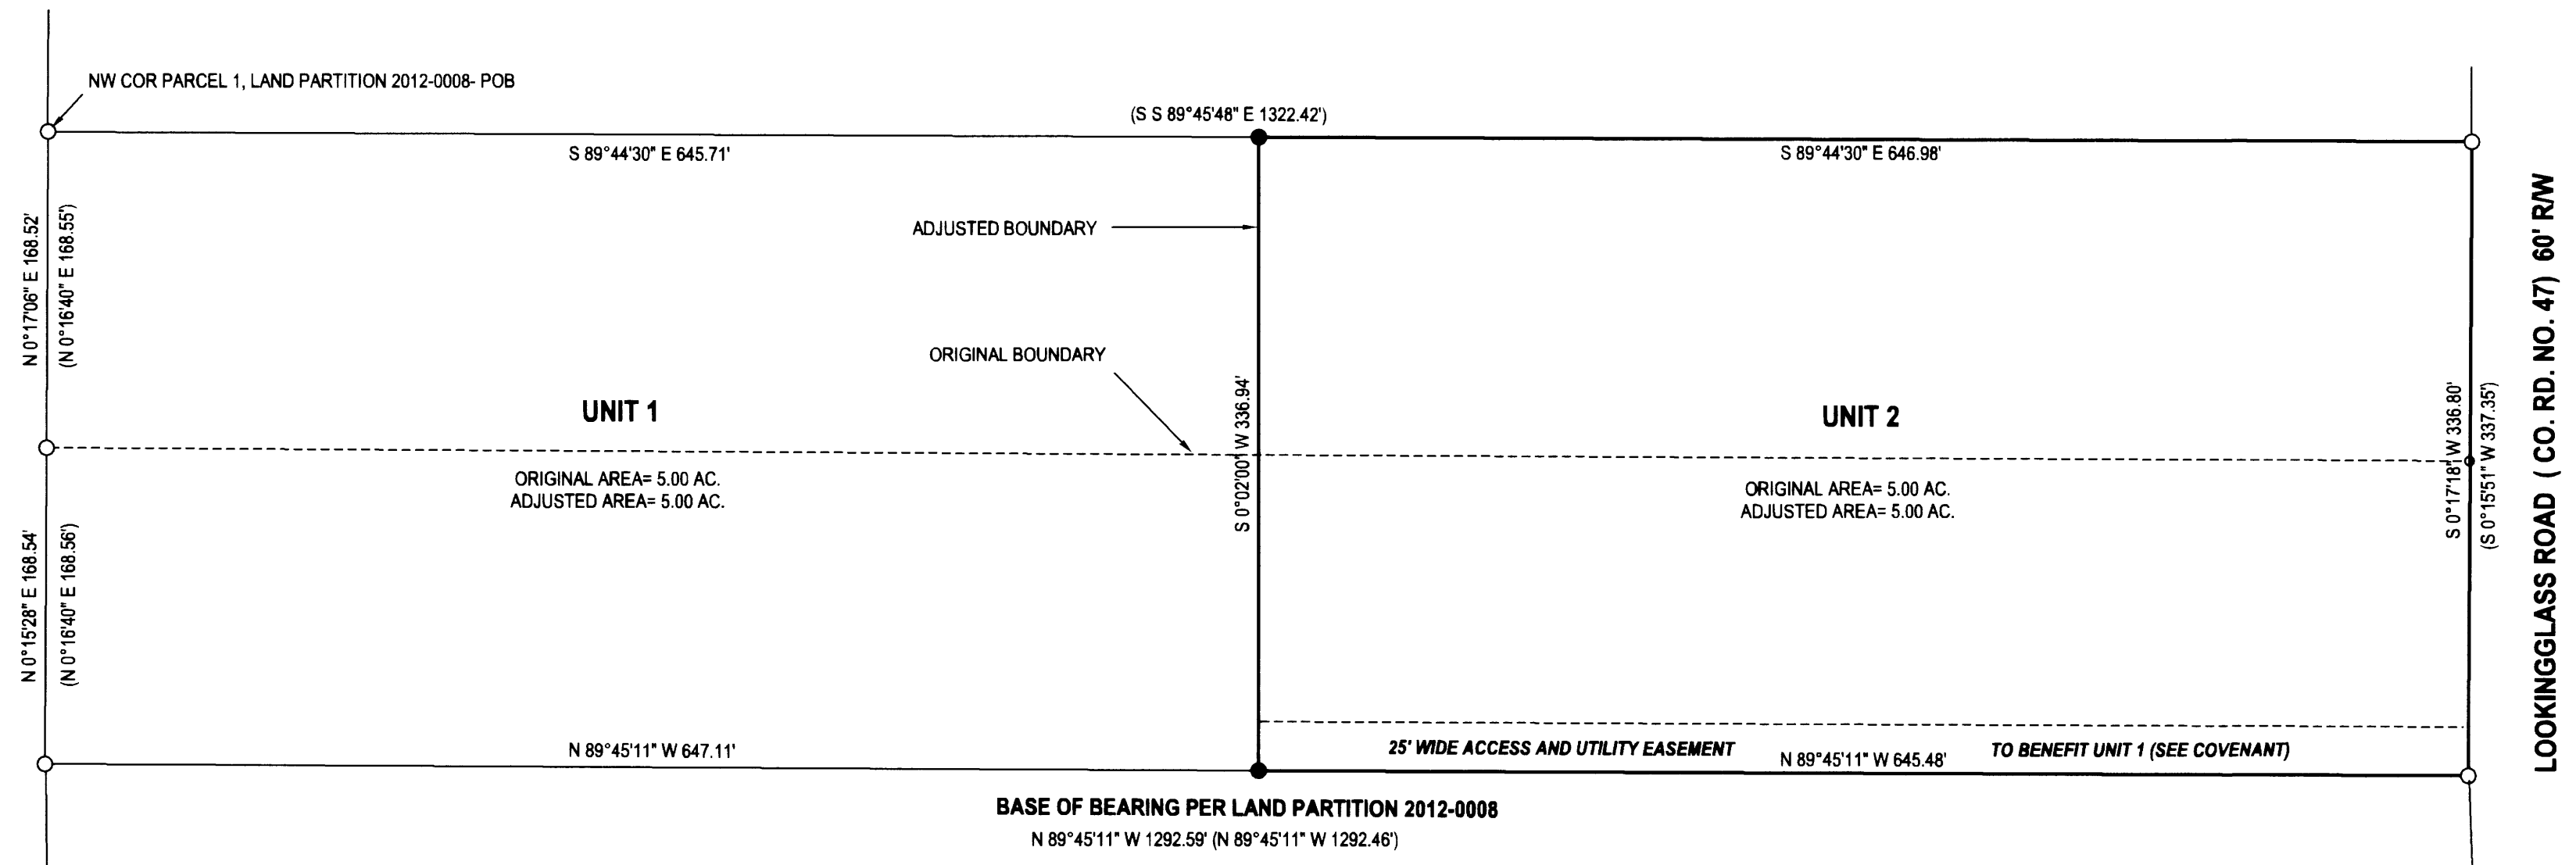 NW COR PARCEL 1, LAND PARTITION 2012-0008- POB
(S S 89°45'48" E 1322.42')
S 89°44'30" E 645.71'
S 89°44'30" E 646.98'
N 0°17'06" E 168.52'
(N 0°16'40" E 168.55')
ADJUSTED BOUNDARY
ORIGINAL BOUNDARY
UNIT 1
ORIGINAL AREA= 5.00 AC.
ADJUSTED AREA= 5.00 AC.
S 0°02'00" W 336.94'
UNIT 2
ORIGINAL AREA= 5.00 AC.
ADJUSTED AREA= 5.00 AC.
S 0°17'18" W 336.80'
(S 0°15'51" W 337.35')
LOOKINGGLASS ROAD ( CO. RD. NO. 47) 60' R/W
N 0°15'28" E 168.54'
(N 0°16'40" E 168.56')
N 89°45'11" W 647.11'
25' WIDE ACCESS AND UTILITY EASEMENT
N 89°45'11" W 645.48'
TO BENEFIT UNIT 1 (SEE COVENANT)
BASE OF BEARING PER LAND PARTITION 2012-0008
N 89°45'11" W 1292.59' (N 89°45'11" W 1292.46')